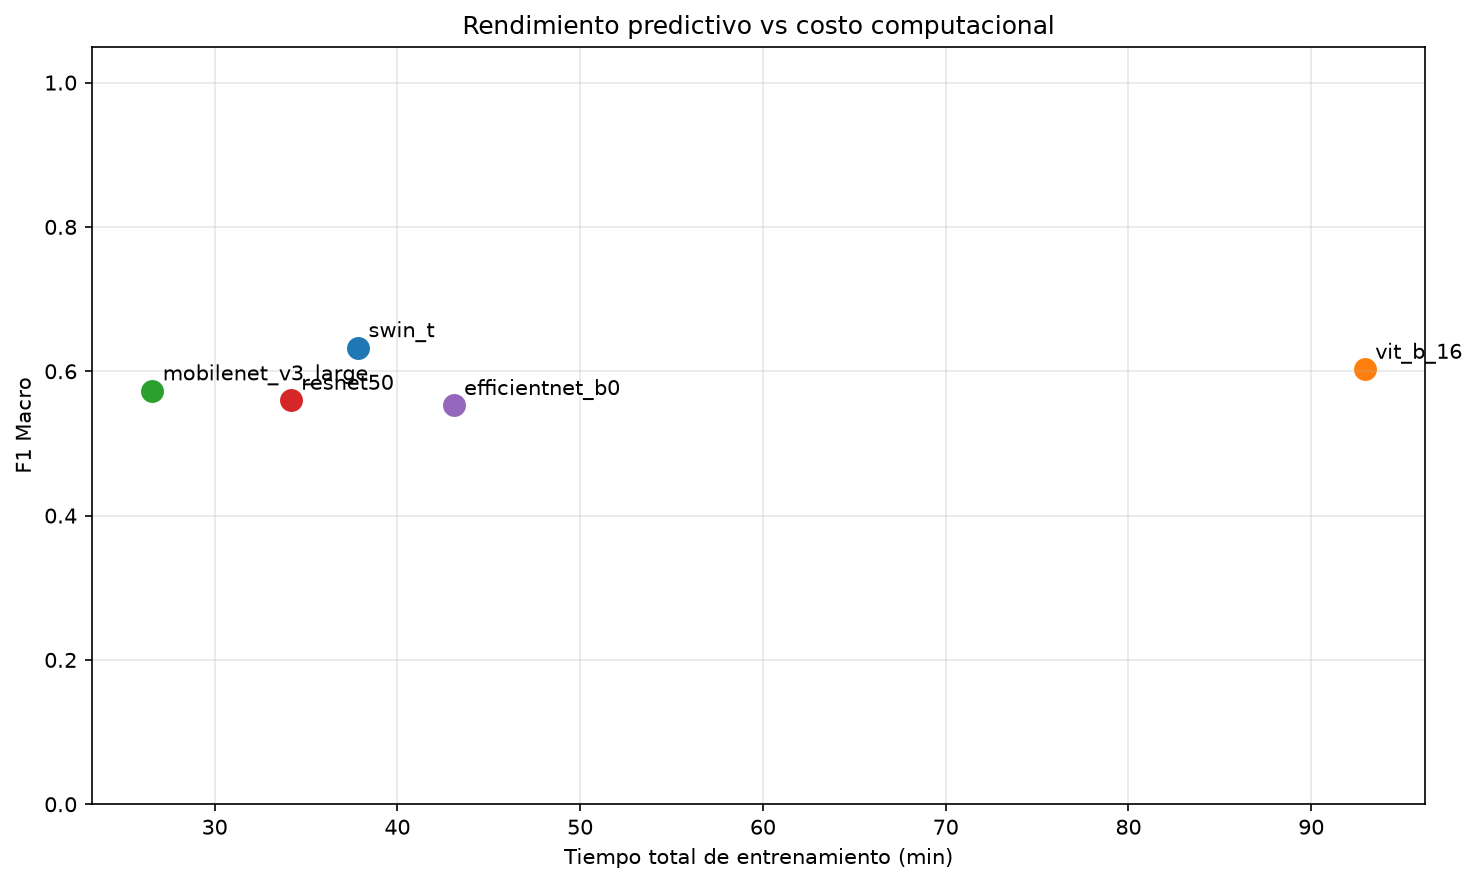 Rendimiento predictivo vs costo computacional
F1 Macro
1.0
0.8
0.6
0.4
0.2
0.0
swin_t
vit_b_16
mobilenet_v3_large
resnet50
efficientnet_b0
30 40 50 60 70 80 90
Tiempo total de entrenamiento (min)